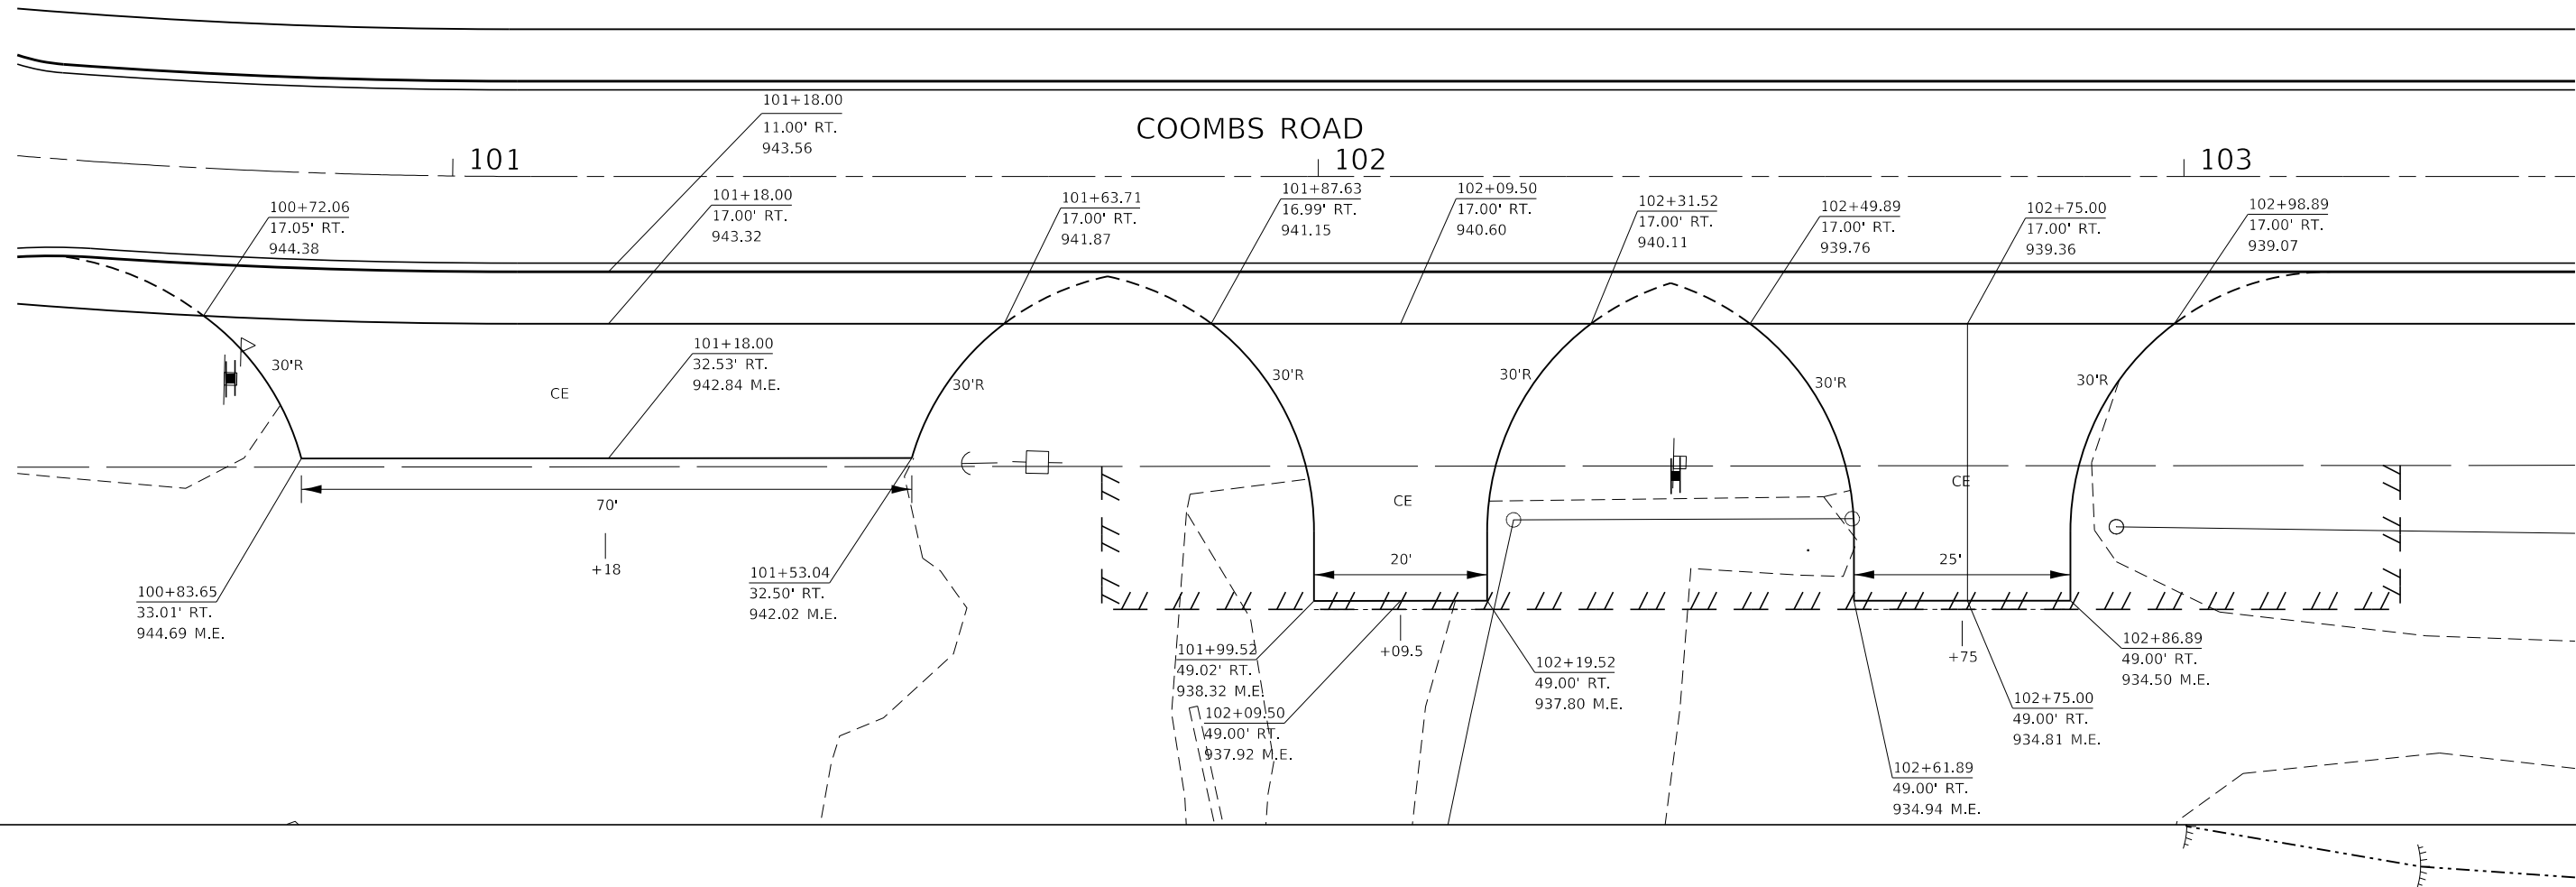 101+18.00
11.00' RT.
943.56
COOMBS ROAD
101
102
103
100+72.06
17.05' RT.
944.38
101+18.00
17.00' RT.
943.32
101+63.71
17.00' RT.
941.87
101+87.63
16.99' RT.
941.15
102+09.50
17.00' RT.
940.60
102+31.52
17.00' RT.
940.11
102+49.89
17.00' RT.
939.76
102+75.00
17.00' RT.
939.36
102+98.89
17.00' RT.
939.07
30'R
CE
101+18.00
32.53' RT.
942.84 M.E.
30'R
30'R
30'R
30'R
30'R
CE
CE
70'
20'
25'
+18
+09.5
+75
100+83.65
33.01' RT.
944.69 M.E.
101+53.04
32.50' RT.
942.02 M.E.
101+99.52
49.02' RT.
938.32 M.E.
102+09.50
49.00' RT.
937.92 M.E.
102+19.52
49.00' RT.
937.80 M.E.
102+61.89
49.00' RT.
934.94 M.E.
102+75.00
49.00' RT.
934.81 M.E.
102+86.89
49.00' RT.
934.50 M.E.